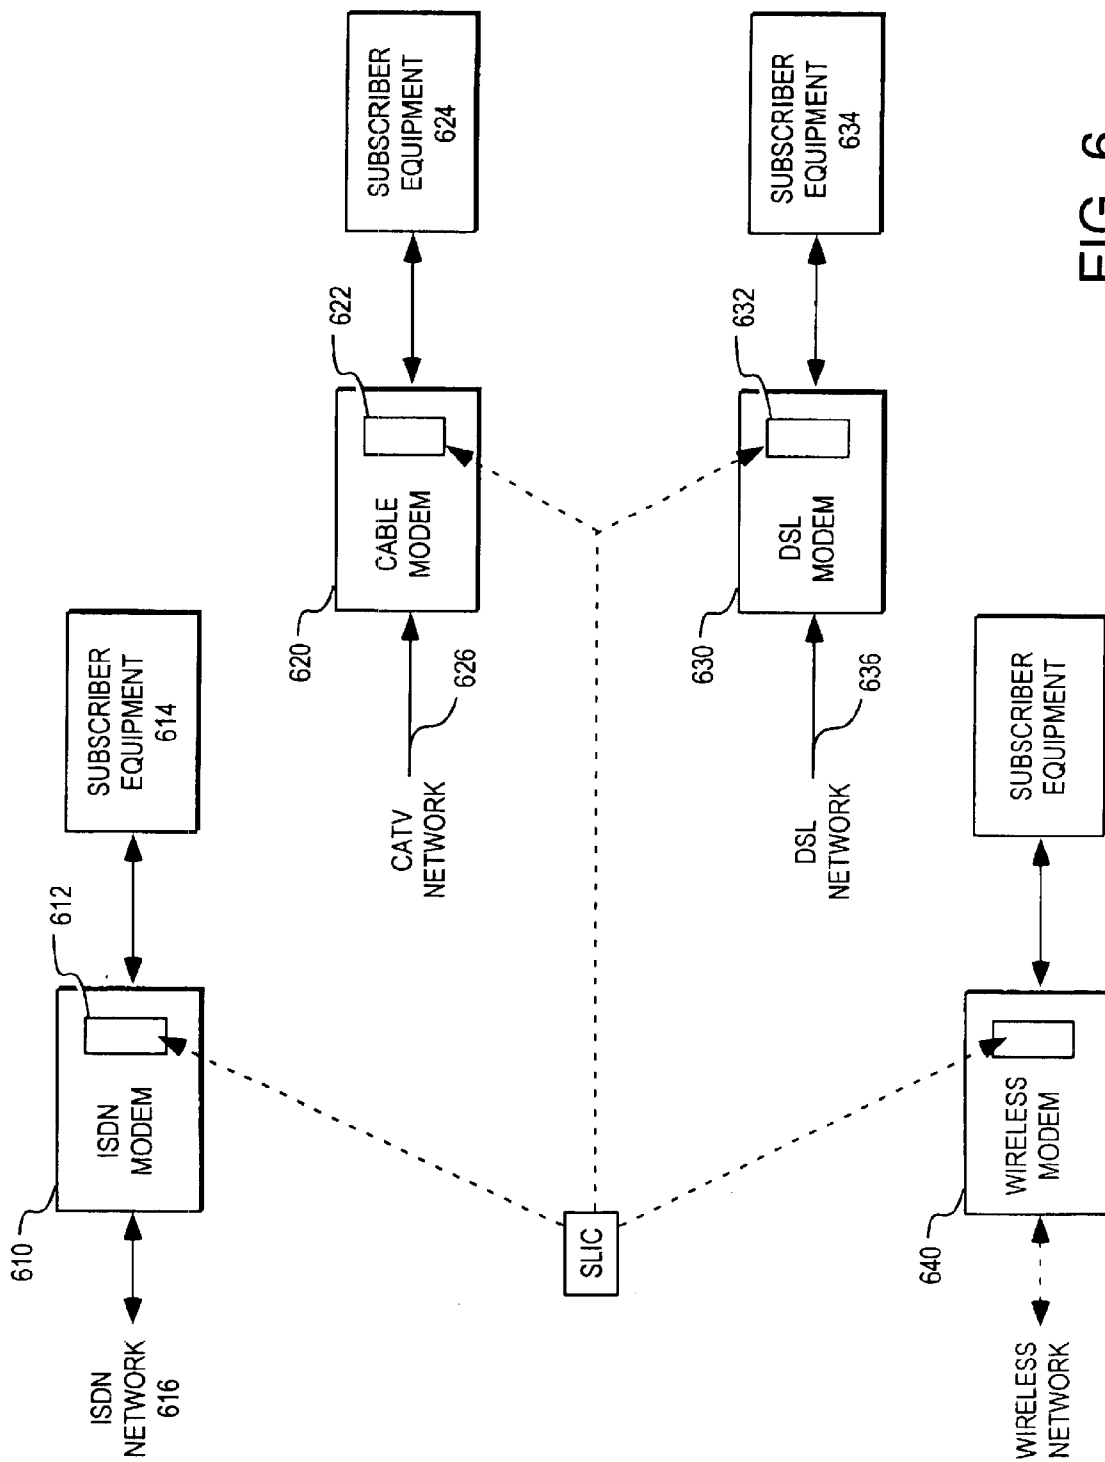 ISDN
NETWORK
616
610
ISDN
MODEM
612
SUBSCRIBER
EQUIPMENT
614
CATV
NETWORK
626
620
CABLE
MODEM
622
SUBSCRIBER
EQUIPMENT
624
SLIC
DSL
NETWORK
636
630
DSL
MODEM
632
SUBSCRIBER
EQUIPMENT
634
WIRELESS
NETWORK
640
WIRELESS
MODEM
SUBSCRIBER
EQUIPMENT
FIG. 6